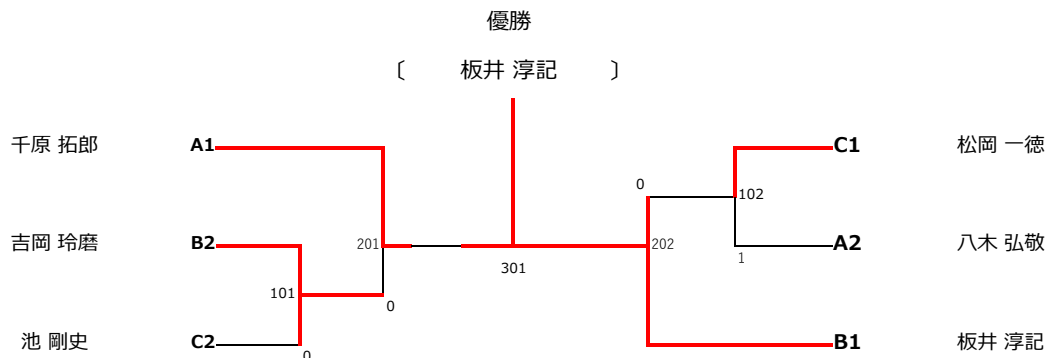 優勝
〔 板井 淳記 〕
千原 拓郎 A1 C1 松岡 一徳
0 102
吉岡 玲磨 B2 201 202 A2 八木 弘敬
301 1
101 0
池 剛史 C2 B1 板井 淳記
0